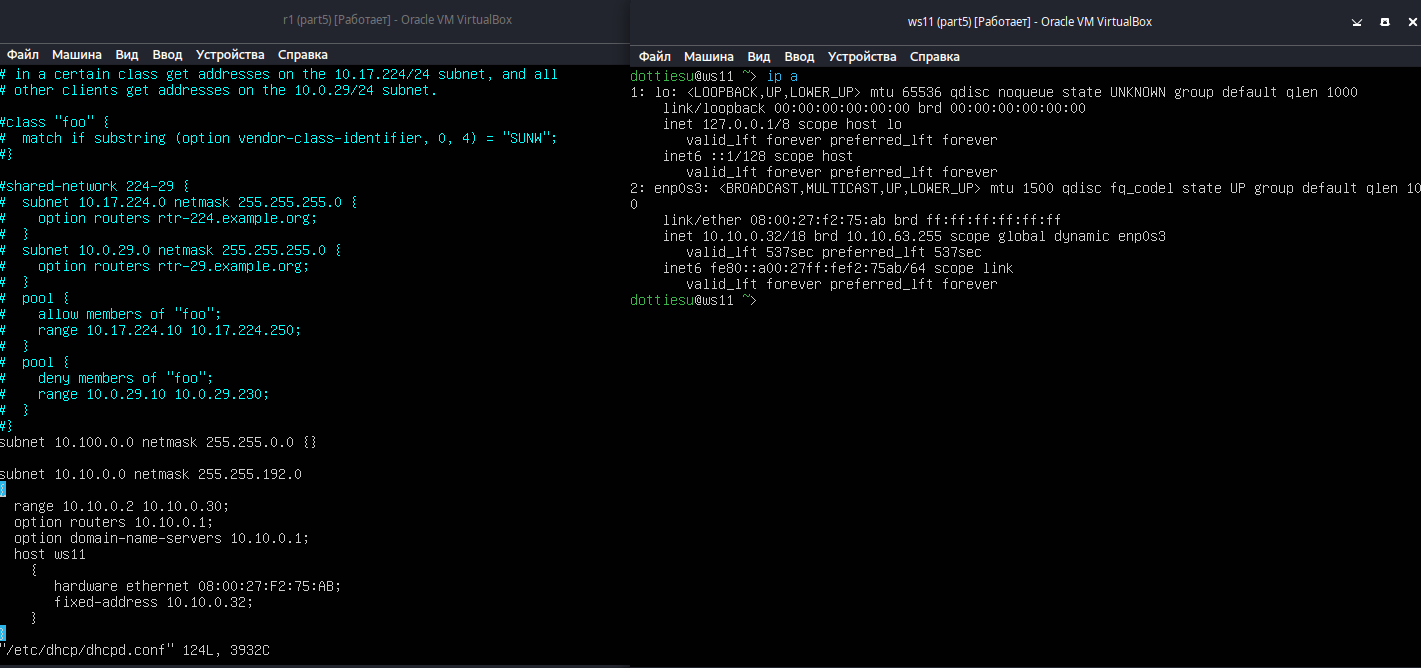 r1 (part5) [Работает] - Oracle VM VirtualBox
Файл Машина Вид Ввод Устройства Справка
# in a certain class get addresses on the 10.17.224/24 subnet, and all
# other clients get addresses on the 10.0.29/24 subnet.
#class "foo" {
#  match if substring (option vendor-class-identifier, 0, 4) = "SUNW";
#}
#shared-network 224-29 {
#  subnet 10.17.224.0 netmask 255.255.255.0 {
#    option routers rtr-224.example.org;
#  }
#  subnet 10.0.29.0 netmask 255.255.255.0 {
#    option routers rtr-29.example.org;
#  }
#  pool {
#    allow members of "foo";
#    range 10.17.224.10 10.17.224.250;
#  }
#  pool {
#    deny members of "foo";
#    range 10.0.29.10 10.0.29.230;
#  }
#}
subnet 10.100.0.0 netmask 255.255.0.0 {}
subnet 10.10.0.0 netmask 255.255.192.0
{
  range 10.10.0.2 10.10.0.30;
  option routers 10.10.0.1;
  option domain-name-servers 10.10.0.1;
  host ws11
    {
       hardware ethernet 08:00:27:F2:75:AB;
       fixed-address 10.10.0.32;
    }
}
"/etc/dhcp/dhcpd.conf" 124L, 3932C
ws11 (part5) [Работает] - Oracle VM VirtualBox
Файл Машина Вид Ввод Устройства Справка
dottiesu@ws11 ~> ip a
1: lo: <LOOPBACK,UP,LOWER_UP> mtu 65536 qdisc noqueue state UNKNOWN group default qlen 1000
    link/loopback 00:00:00:00:00:00 brd 00:00:00:00:00:00
    inet 127.0.0.1/8 scope host lo
       valid_lft forever preferred_lft forever
    inet6 ::1/128 scope host
       valid_lft forever preferred_lft forever
2: enp0s3: <BROADCAST,MULTICAST,UP,LOWER_UP> mtu 1500 qdisc fq_codel state UP group default qlen 100
0
    link/ether 08:00:27:f2:75:ab brd ff:ff:ff:ff:ff:ff
    inet 10.10.0.32/18 brd 10.10.63.255 scope global dynamic enp0s3
       valid_lft 537sec preferred_lft 537sec
    inet6 fe80::a00:27ff:fef2:75ab/64 scope link
       valid_lft forever preferred_lft forever
dottiesu@ws11 ~>